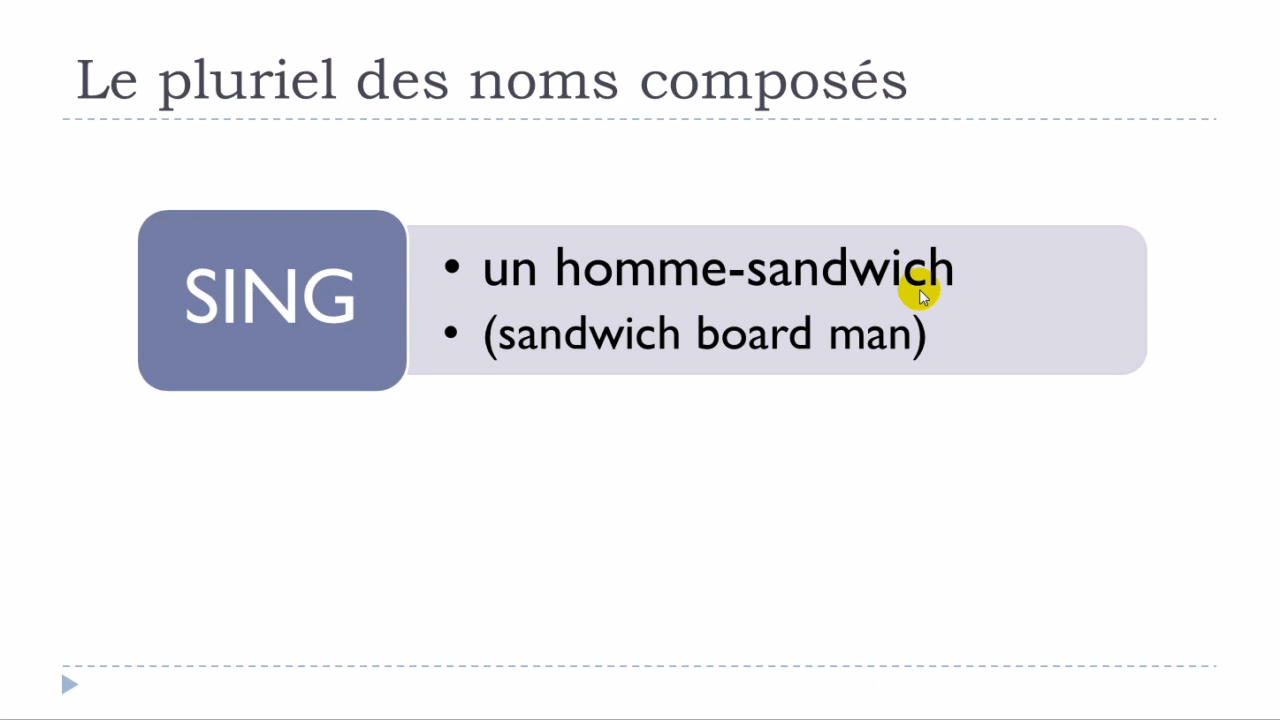 Le pluriel des noms composés
SING
• un homme-sandwich
• (sandwich board man)